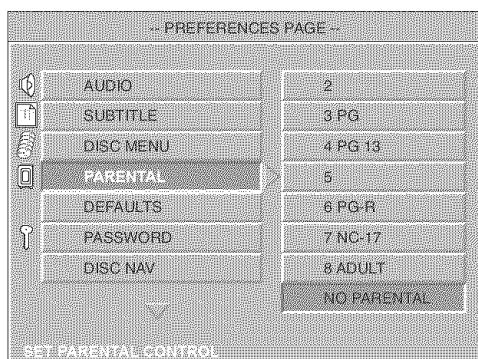 -- PREFERENCES PAGE --
AUDIO
SUBTITLE
DISC MENU
PARENTAL
DEFAULTS
PASSWORD
DISC NAV
2
3 PG
4 PG 13
5
6 PG-R
7 NC-17
8 ADULT
NO PARENTAL
SET PARENTAL CONTROL